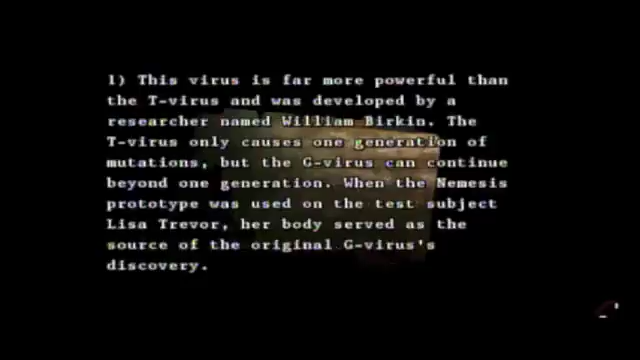 1) This virus is far more powerful than
the T-virus and was developed by a
researcher named William Birkin. The
T-virus only causes one generation of
mutations, but the G-virus can continue
beyond one generation. When the Nemesis
prototype was used on the test subject
Lisa Trevor, her body served as the
source of the original G-virus's
discovery.